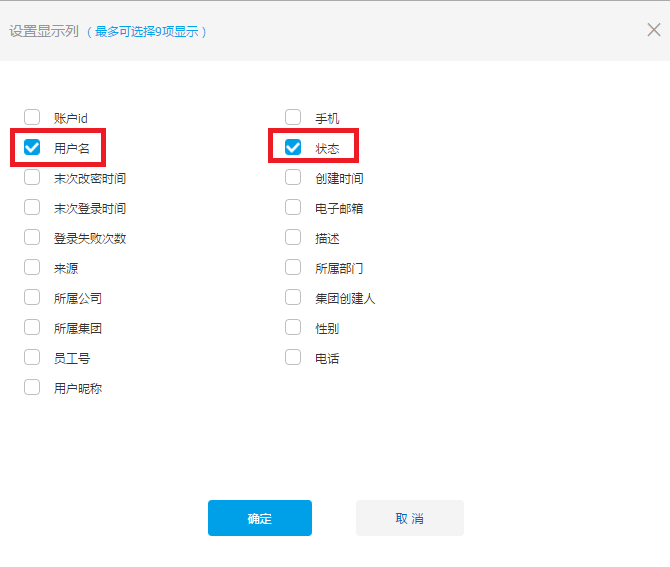 设置显示列 （最多可选择9项显示）
账户id 手机
用户名 状态
末次改密时间 创建时间
末次登录时间 电子邮箱
登录失败次数 描述
来源 所属部门
所属公司 集团创建人
所属集团 性别
员工号 电话
用户昵称
确定 取 消